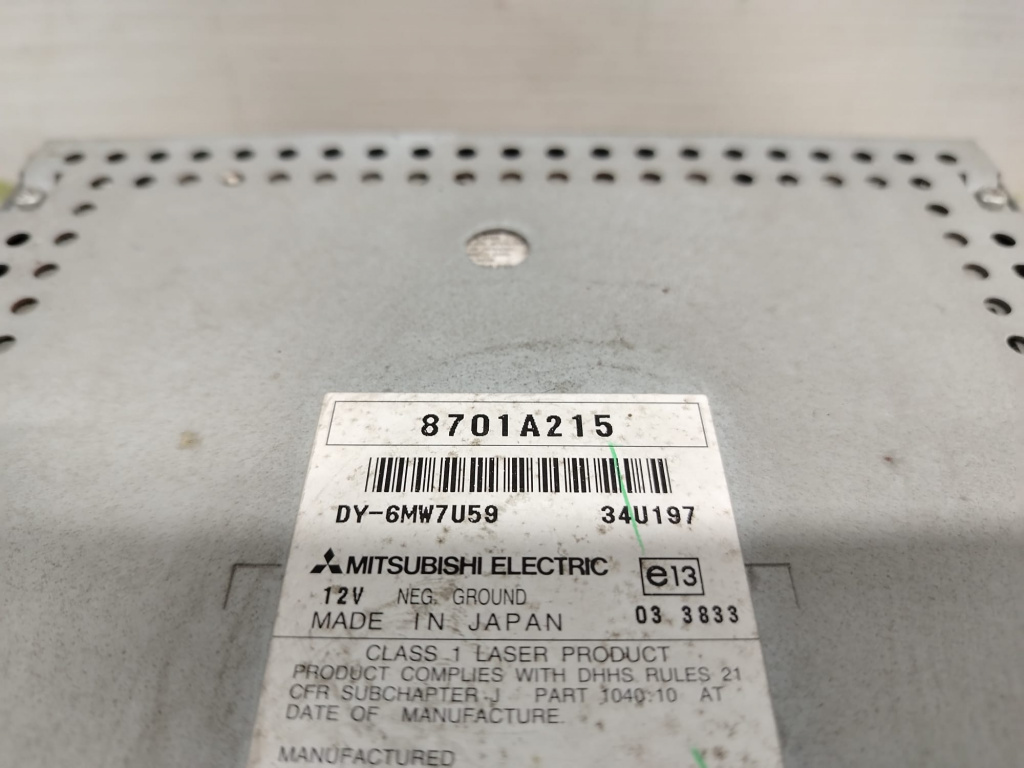 8701A215
DY-6MW7U59 34U197
MITSUBISHI ELECTRIC e13
12V NEG. GROUND
MADE IN JAPAN 03 3833
CLASS 1 LASER PRODUCT
PRODUCT COMPLIES WITH DHHS RULES 21
CFR SUBCHAPTER J PART 1040.10 AT
DATE OF MANUFACTURE.
MANUFACTURED